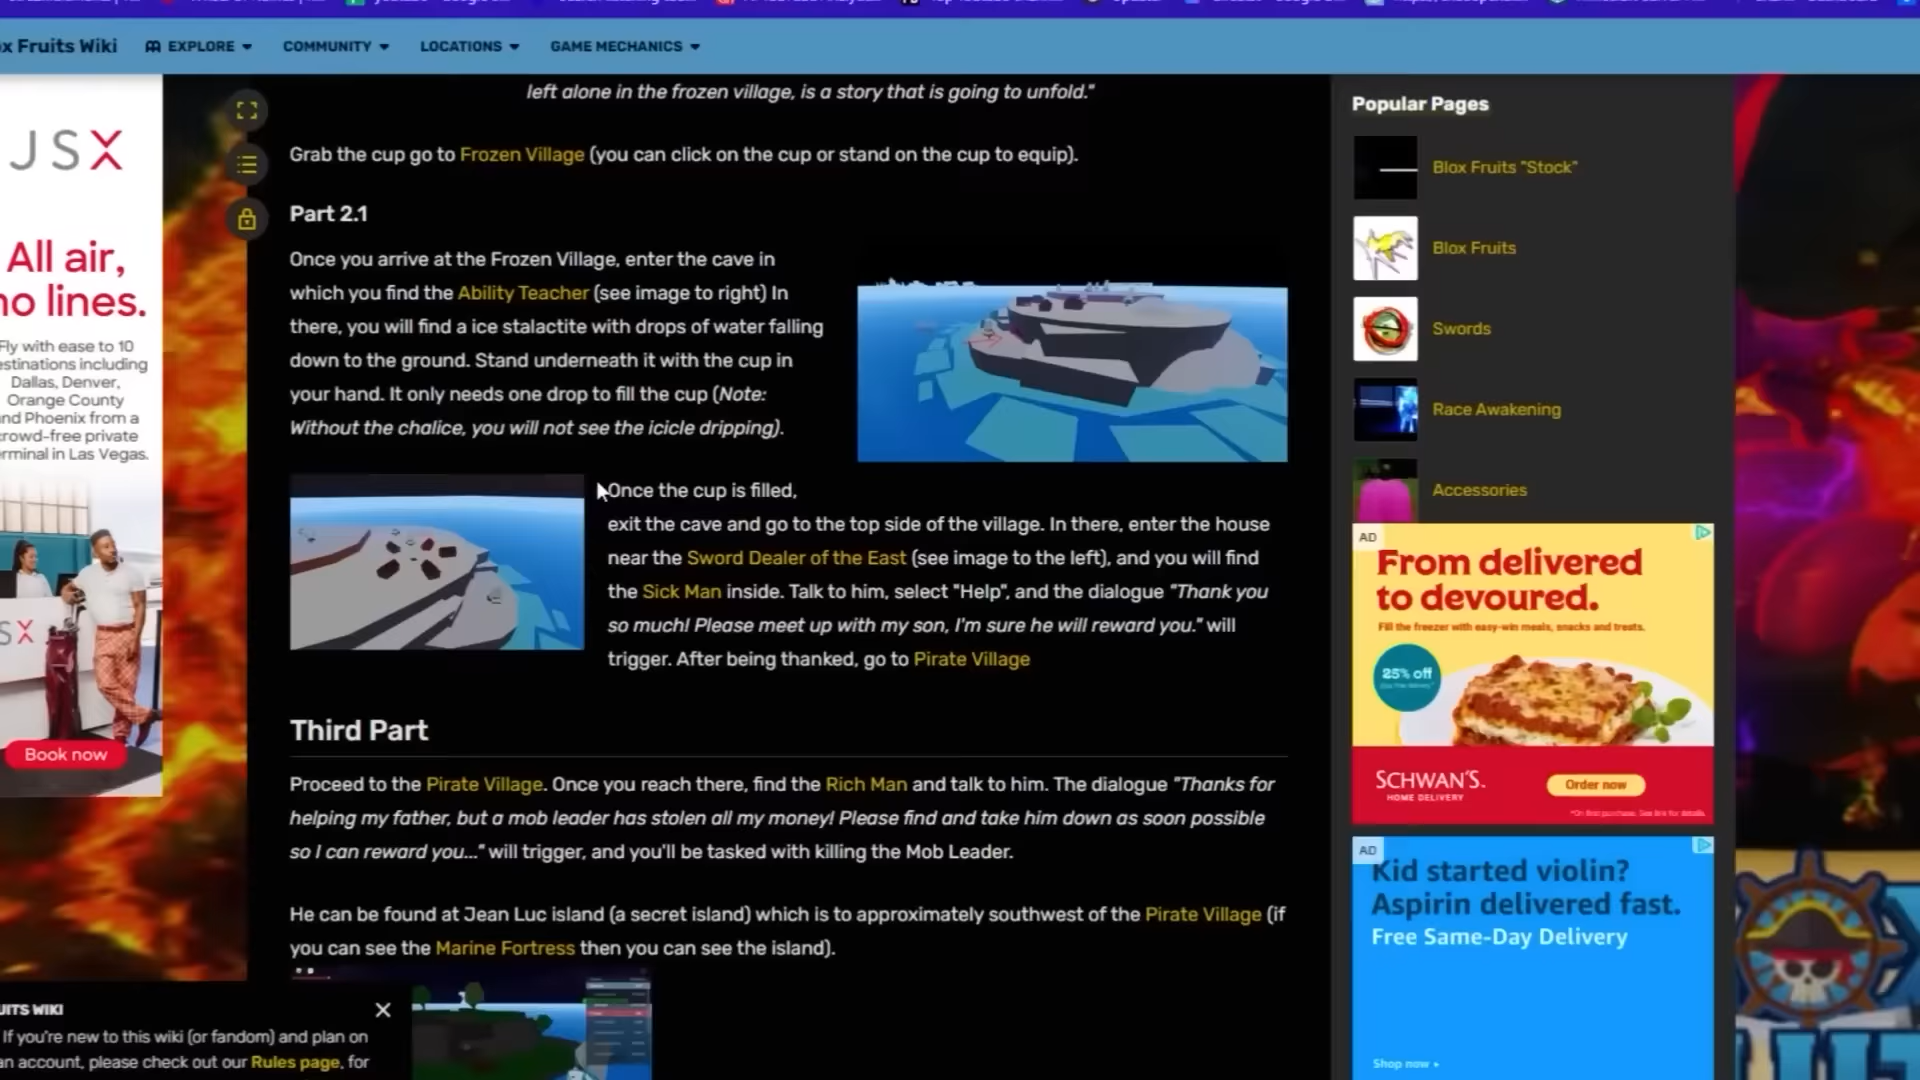 x Fruits Wiki
EXPLORE
COMMUNITY
LOCATIONS
GAME MECHANICS
left alone in the frozen village, is a story that is going to unfold."
Grab the cup go to Frozen Village (you can click on the cup or stand on the cup to equip).
Part 2.1
Once you arrive at the Frozen Village, enter the cave in
which you find the Ability Teacher (see image to right) In
there, you will find a ice stalactite with drops of water falling
down to the ground. Stand underneath it with the cup in
your hand. It only needs one drop to fill the cup (Note:
Without the chalice, you will not see the icicle dripping).
Once the cup is filled,
exit the cave and go to the top side of the village. In there, enter the house
near the Sword Dealer of the East (see image to the left), and you will find
the Sick Man inside. Talk to him, select "Help", and the dialogue "Thank you
so much! Please meet up with my son, I'm sure he will reward you." will
trigger. After being thanked, go to Pirate Village
Third Part
Proceed to the Pirate Village. Once you reach there, find the Rich Man and talk to him. The dialogue "Thanks for
helping my father, but a mob leader has stolen all my money! Please find and take him down as soon possible
so I can reward you..." will trigger, and you'll be tasked with killing the Mob Leader.
He can be found at Jean Luc island (a secret island) which is to approximately southwest of the Pirate Village (if
you can see the Marine Fortress then you can see the island).
JSX
All air,
no lines.
Fly with ease to 10
estinations including
Dallas, Denver,
Orange County
and Phoenix from a
crowd-free private
erminal in Las Vegas.
SX
Book now
UITS WIKI
If you're new to this wiki (or fandom) and plan on
an account, please check out our Rules page, for
Popular Pages
Blox Fruits "Stock"
Blox Fruits
Swords
Race Awakening
Accessories
AD
From delivered
to devoured.
Fill the freezer with easy-win meals, snacks and treats.
25% off
SCHWAN'S.
HOME DELIVERY
Order now
AD
Kid started violin?
Aspirin delivered fast.
Free Same-Day Delivery
Shop now